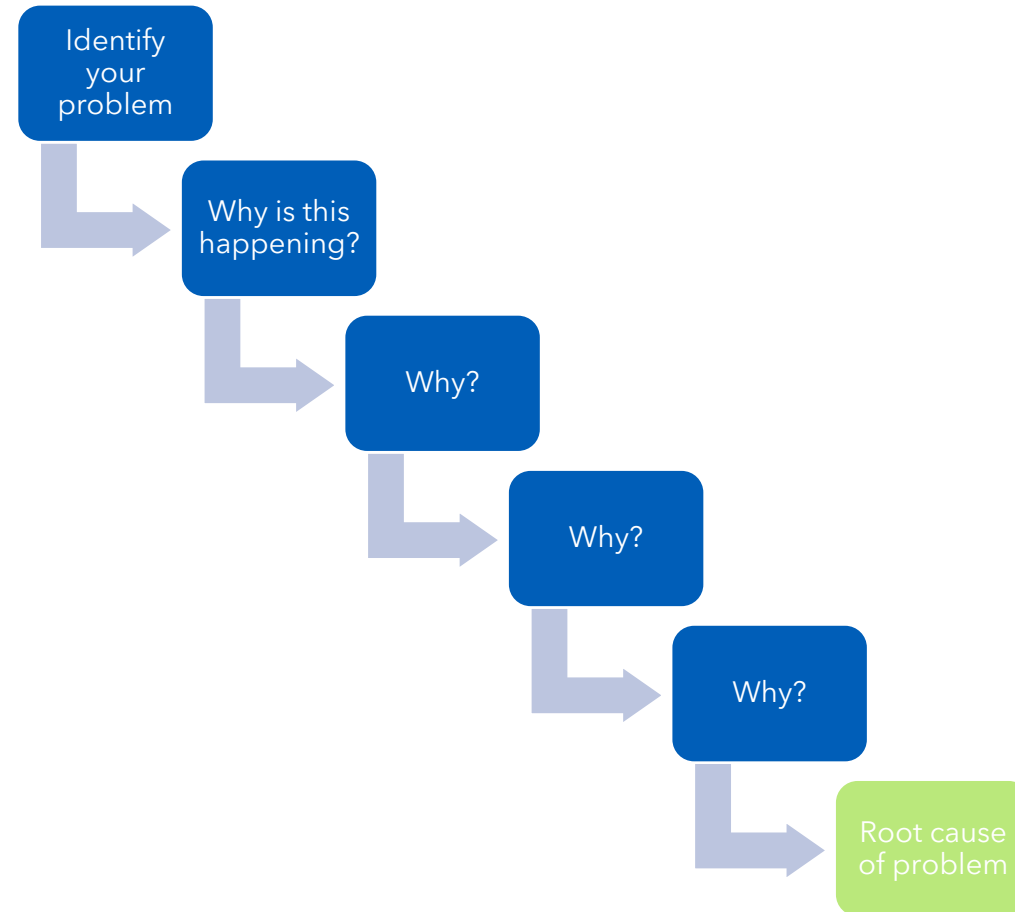 Identify
your
problem
Why is this
happening?
Why?
Why?
Why?
Root cause
of problem